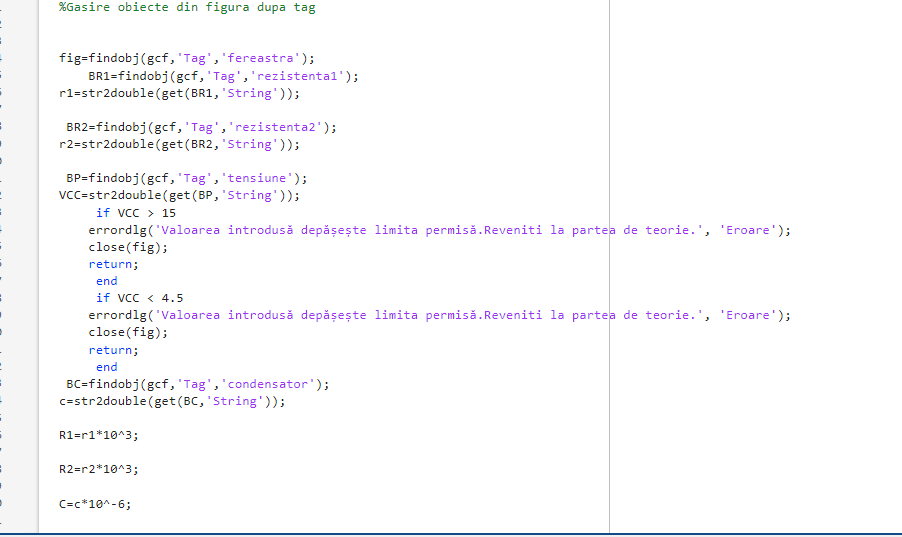 %Gasire obiecte din figura dupa tag
fig=findobj(gcf,'Tag','fereastra');
BR1=findobj(gcf,'Tag','rezistenta1');
r1=str2double(get(BR1,'String'));
BR2=findobj(gcf,'Tag','rezistenta2');
r2=str2double(get(BR2,'String'));
BP=findobj(gcf,'Tag','tensiune');
VCC=str2double(get(BP,'String'));
if VCC > 15
errordlg('Valoarea introdusă depășește limita permisă.Reveniti la partea de teorie.', 'Eroare');
close(fig);
return;
end
if VCC < 4.5
errordlg('Valoarea introdusă depășește limita permisă.Reveniti la partea de teorie.', 'Eroare');
close(fig);
return;
end
BC=findobj(gcf,'Tag','condensator');
c=str2double(get(BC,'String'));
R1=r1*10^3;
R2=r2*10^3;
C=c*10^-6;